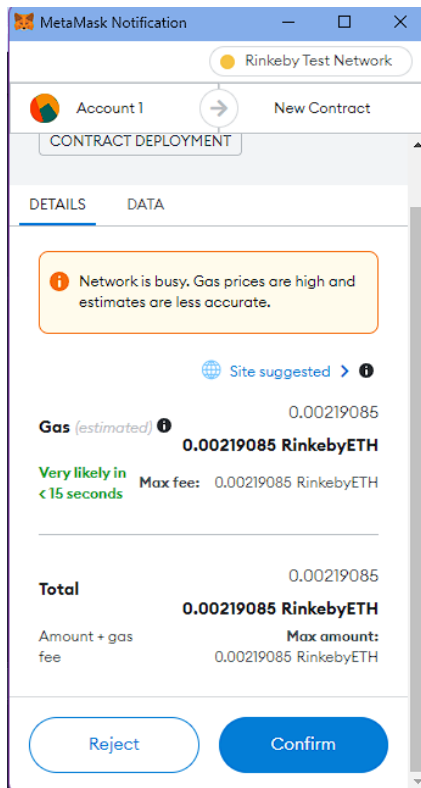 MetaMask Notification
Rinkeby Test Network
Account 1
New Contract
CONTRACT DEPLOYMENT
DETAILS DATA
Network is busy. Gas prices are high and
estimates are less accurate.
Site suggested >
0.00219085
Gas (estimated)
0.00219085 RinkebyETH
Very likely in
< 15 seconds
Max fee: 0.00219085 RinkebyETH
0.00219085
Total
0.00219085 RinkebyETH
Amount + gas
fee
Max amount:
0.00219085 RinkebyETH
Reject Confirm